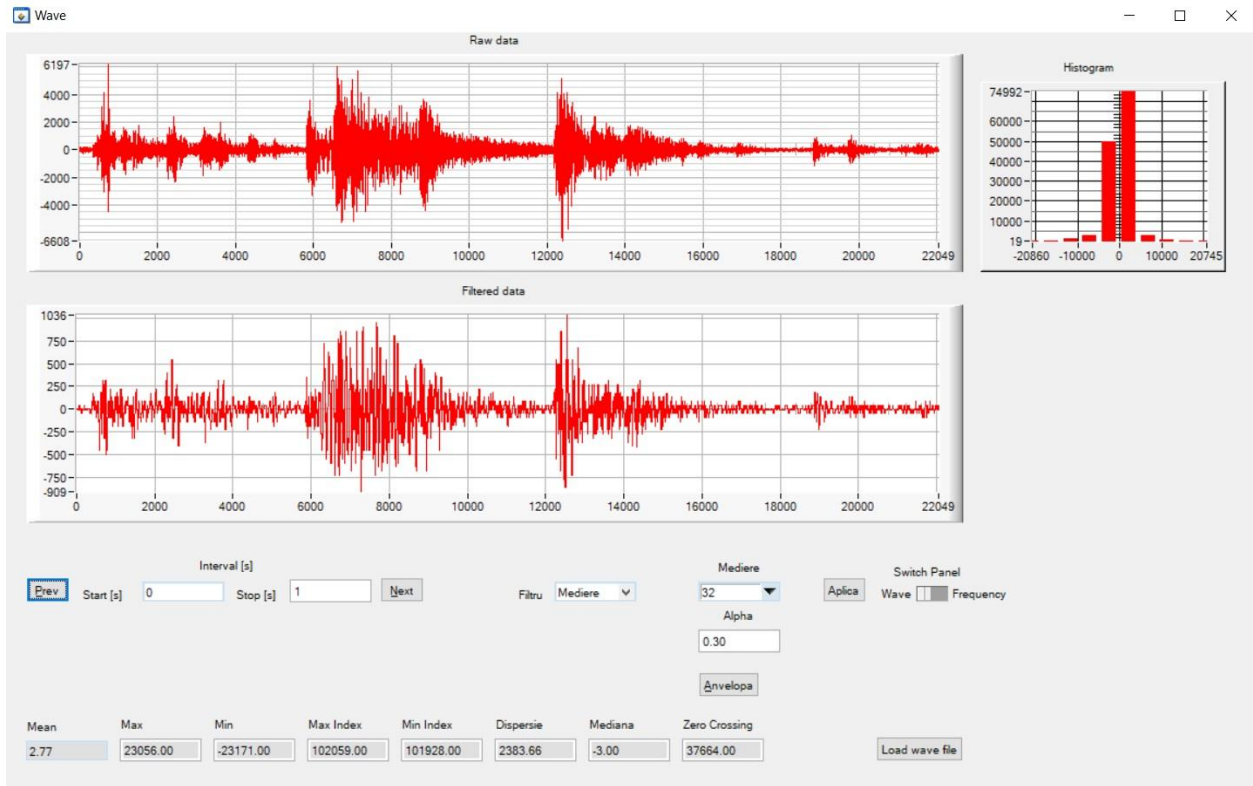 Wave
Raw data
6197
4000
2000
0
-2000
-4000
-6608
0 2000 4000 6000 8000 10000 12000 14000 16000 18000 20000 22049
Histogram
74992
60000
50000
40000
30000
20000
10000
19
-20860 -10000 0 10000 20745
Filtered data
1036
750
500
250
0
-250
-500
-750
-909
0 2000 4000 6000 8000 10000 12000 14000 16000 18000 20000 22049
Interval [s]
Prev Start [s] 0 Stop [s] 1 Next
Filtru Mediere
Mediere
32
Aplica
Switch Panel
Wave Frequency
Alpha
0.30
Anvelopa
Mean Max Min Max Index Min Index Dispersie Mediana Zero Crossing
2.77 23056.00 -23171.00 102059.00 101928.00 2383.66 -3.00 37664.00
Load wave file